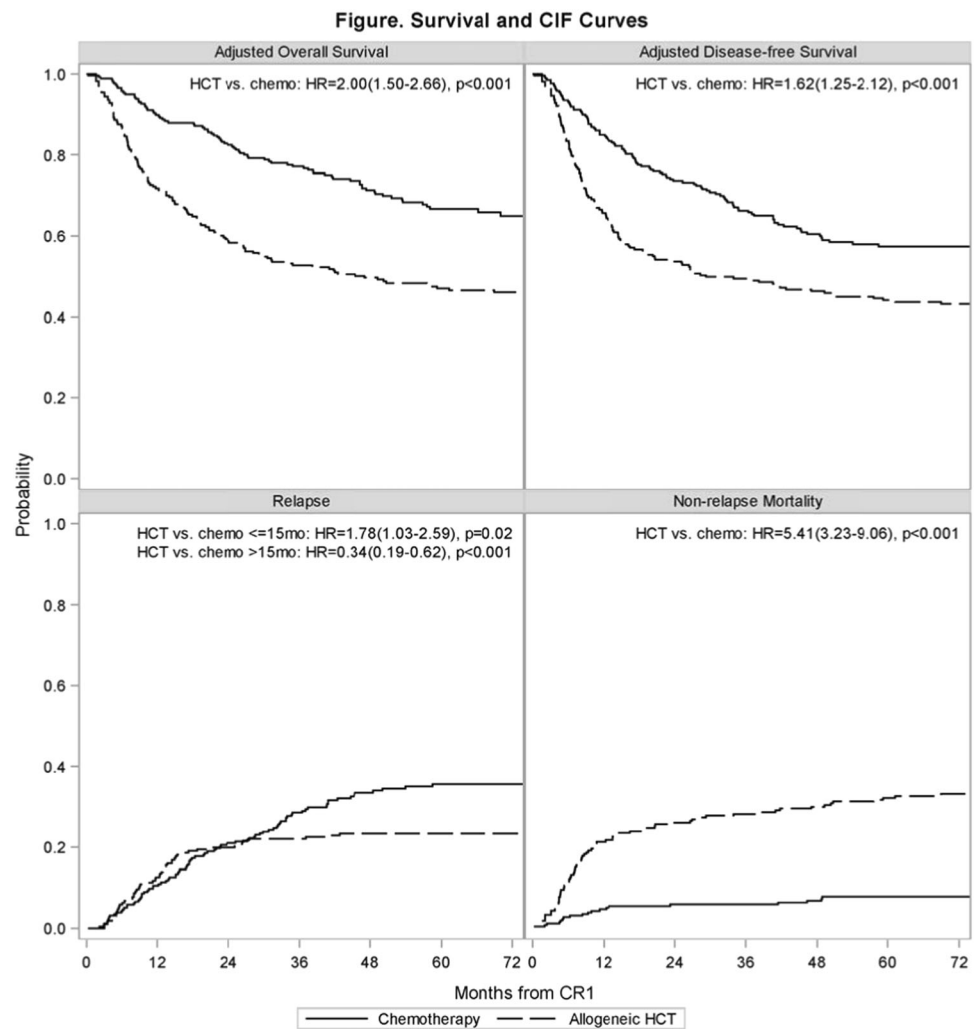 Figure. Survival and CIF Curves
Adjusted Overall Survival
HCT vs. chemo: HR=2.00(1.50-2.66), p<0.001
1.0
0.8
0.6
0.4
0.2
0.0
Adjusted Disease-free Survival
HCT vs. chemo: HR=1.62(1.25-2.12), p<0.001
Probability
Relapse
HCT vs. chemo <=15mo: HR=1.78(1.03-2.59), p=0.02
HCT vs. chemo >15mo: HR=0.34(0.19-0.62), p<0.001
1.0
0.8
0.6
0.4
0.2
0.0
Non-relapse Mortality
HCT vs. chemo: HR=5.41(3.23-9.06), p<0.001
0 12 24 36 48 60 72
0 12 24 36 48 60 72
Months from CR1
Chemotherapy
Allogeneic HCT